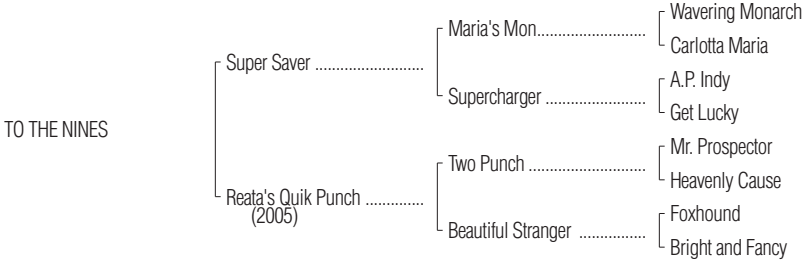 Wavering Monarch
Maria's Mon..........................
Carlotta Maria
Super Saver ..........................
A.P. Indy
Supercharger ........................
Get Lucky
TO THE NINES
Mr. Prospector
Two Punch ............................
Heavenly Cause
Reata's Quik Punch ..............
(2005)
Foxhound
Beautiful Stranger ................
Bright and Fancy